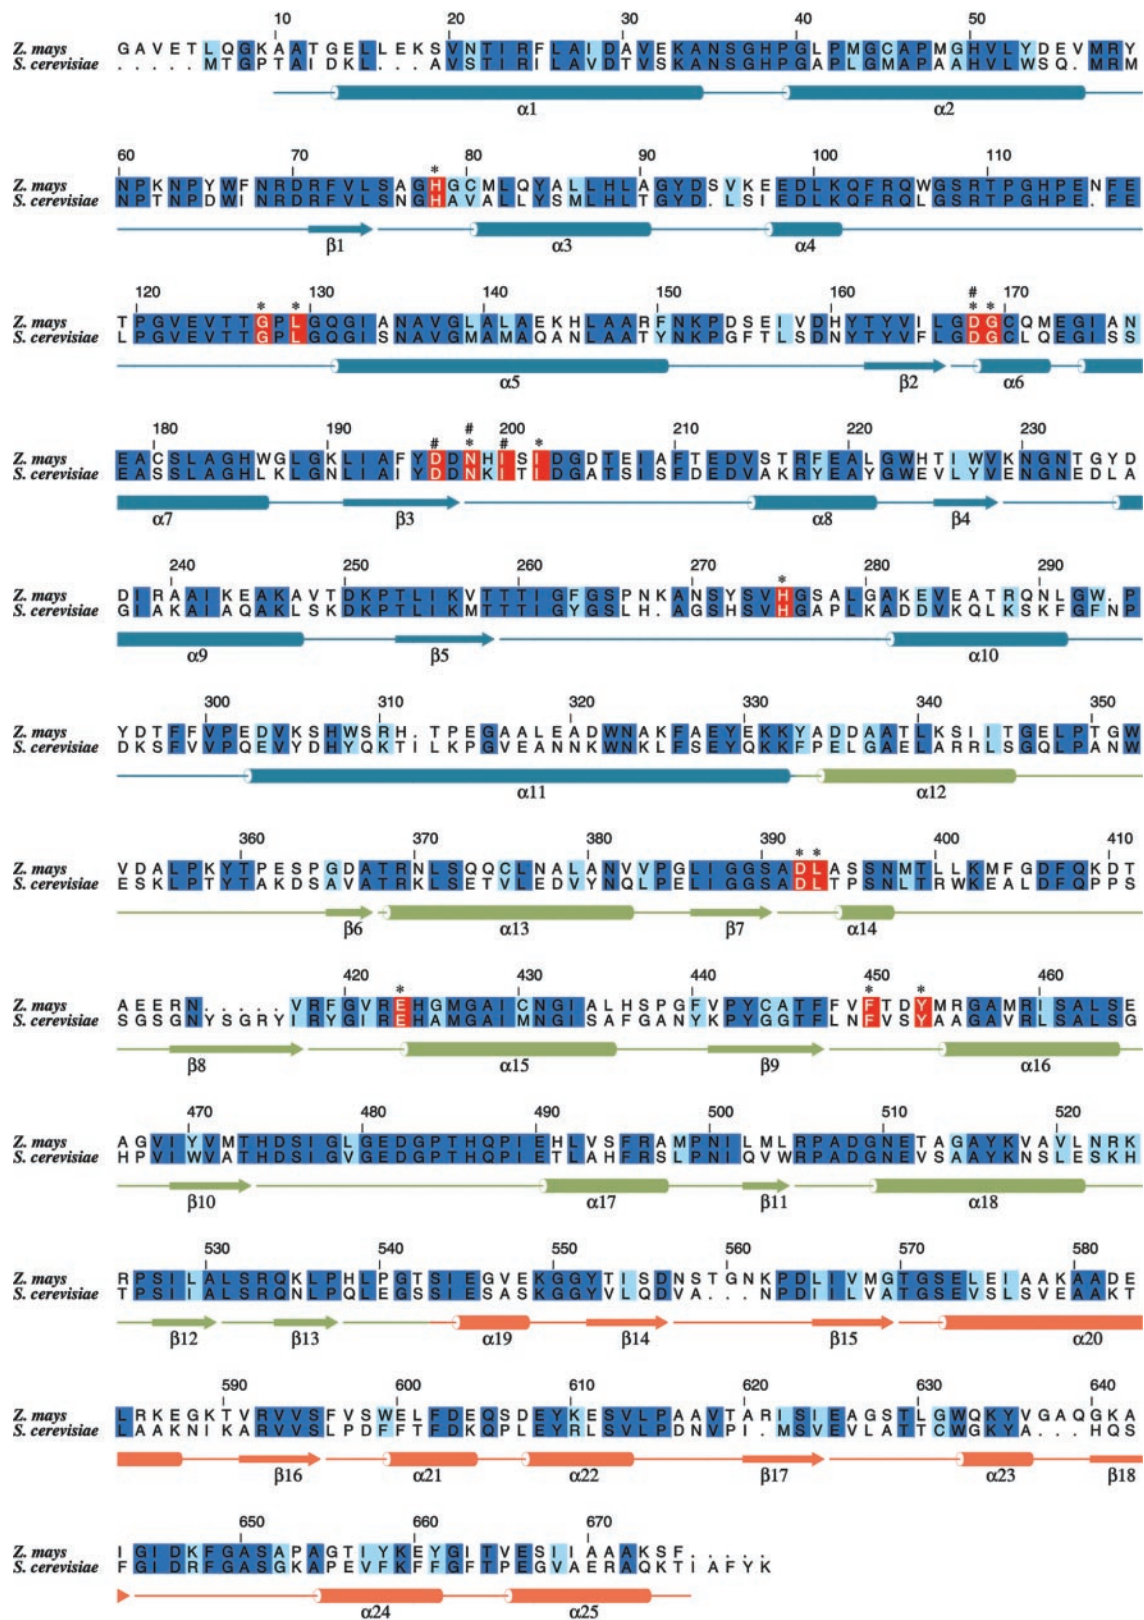 10 20 30 40 50
Z. mays GAVETLQGKAATGELLEKSVNTIRFLAIDAVEKANSGHPGLPMGCAPMGHVLYDEVMRY
S. cerevisiae .....MTGPTAIDKL...AVSTIRILAVDTVSKANSGHPGAPLGMAPAAHVLWSQ.MRM
α1 α2
60 70 80 90 100 110
*
Z. mays NPKNPYWFNRDRFVLSAGHGCMLQYALLHLAGYDSVKEEDLKQFRQWGSRTPGHPENFE
S. cerevisiae NPTNPDWINRDRFVLSNGHAVALLYSMLHLTGYD.LSIEDLKQFRQLGSRTPGHPE.FE
β1 α3 α4
120 130 140 150 160 170
* * # *
Z. mays TPGVEVTTGPLGQGIANAVGLALAEKHLAARFNKPDSEIVDHYTYVILGDGCQMEGIAN
S. cerevisiae LPGVEVTTGPLGQGISNAVGMAMAQANLAATYNKPGFTLSDNYTYVFLGDGCLQEGISS
α5 β2 α6
180 190 200 210 220 230
# # * # *
Z. mays EACSLAGHWGLGKLIAFYDDNHISIDGDTEIAFTEDVSTRFEALGWHTLWVKNGNTGYD
S. cerevisiae EASSLAGHLKLGNLIAIYDDNKITIDGATSISFDEDVAKRYEAYGWEVLYVENGNEDLA
α7 β3 α8 β4
240 250 260 270 280 290
*
Z. mays DIRAAIKEAKAVTDKPTLIKVTTTIGFGSPNKANSYSVHGSALGAKEVEATRQNLGW.P
S. cerevisiae GIAKAIAQAKLSKDKPTLIKMTTTIGYGSLNH.AGSHSVHGAPLKADDVKQLKSKFGFNP
α9 β5 α10
300 310 320 330 340 350
Z. mays YDTFFVPEDVKSHWSRH.TPEGAALEADWNAKFAEYEKKYADDAATLKSIITGELPTGW
S. cerevisiae DKSFVVPQEVYDHYQKTILKPGVEANNKWNKLFSEYQKKFPELGAELARRLSGQLPANW
α11 α12
360 370 380 390 400 410
* *
Z. mays VDALPKYTPESPGDATRNLSQQCLNALANVVPGLIGGSADLASSNMTLLKMFGDFQKDT
S. cerevisiae ESKLPTYTAKDSAVATRKLSETVLEDVYNQLPELIGGSADLTPSNLTRWKEALDFQPPS
β6 α13 β7 α14
420 430 440 450 460
* * *
Z. mays AEERN.....VRFGVREHGMGAICNGIALHSPGFVPYCATFFVFTDYMRGAMRISALSE
S. cerevisiae SGSGNYSGRYIRYGIREHAMGAIMNGISAFGANYKPYGGTFLNFVSYAAGAVRLSALSG
β8 α15 β9 α16
470 480 490 500 510 520
Z. mays AGVIYVMTHDSIGLGEDGPTHQPIEHLVSFRAMPNILMLRPADGNETAGAYKVAVLNRK
S. cerevisiae HPVIWVATHDSIGVGEDGPTHQPIETLAHFRSLPNIQVWRPADGNEVSAAYKNSLESKH
β10 α17 β11 α18
530 540 550 560 570 580
Z. mays RPSILALSRQKLPHLPGTSIEGVEKGGYTISDNSTGNKPDLIVMGTGSELEIAAKAADE
S. cerevisiae TPSIIALSRQNLPQLEGSSIESASKGGYVLQDVA...NPDIILVATGSEVSLSVEAAKT
β12 β13 α19 β14 β15 α20
590 600 610 620 630 640
Z. mays LRKEGKTVRVVSFVSWELFDEQSDEYKESVLPAAVTARISIEAGSTLGWQKYVGAQGKA
S. cerevisiae LAAKNIKARVVSLPDFFTFDKQPLEYRLSVLPDNVPI.MSVEVLATTCWGKYA...HQS
β16 α21 α22 β17 α23 β18
650 660 670
Z. mays IGIDKFGASAPAGTIYKEYGITVESIIAAAKSF.....
S. cerevisiae FGIDRFGASGKAPEVFKFFGFTPEGVAERAQKTIAFYK
α24 α25